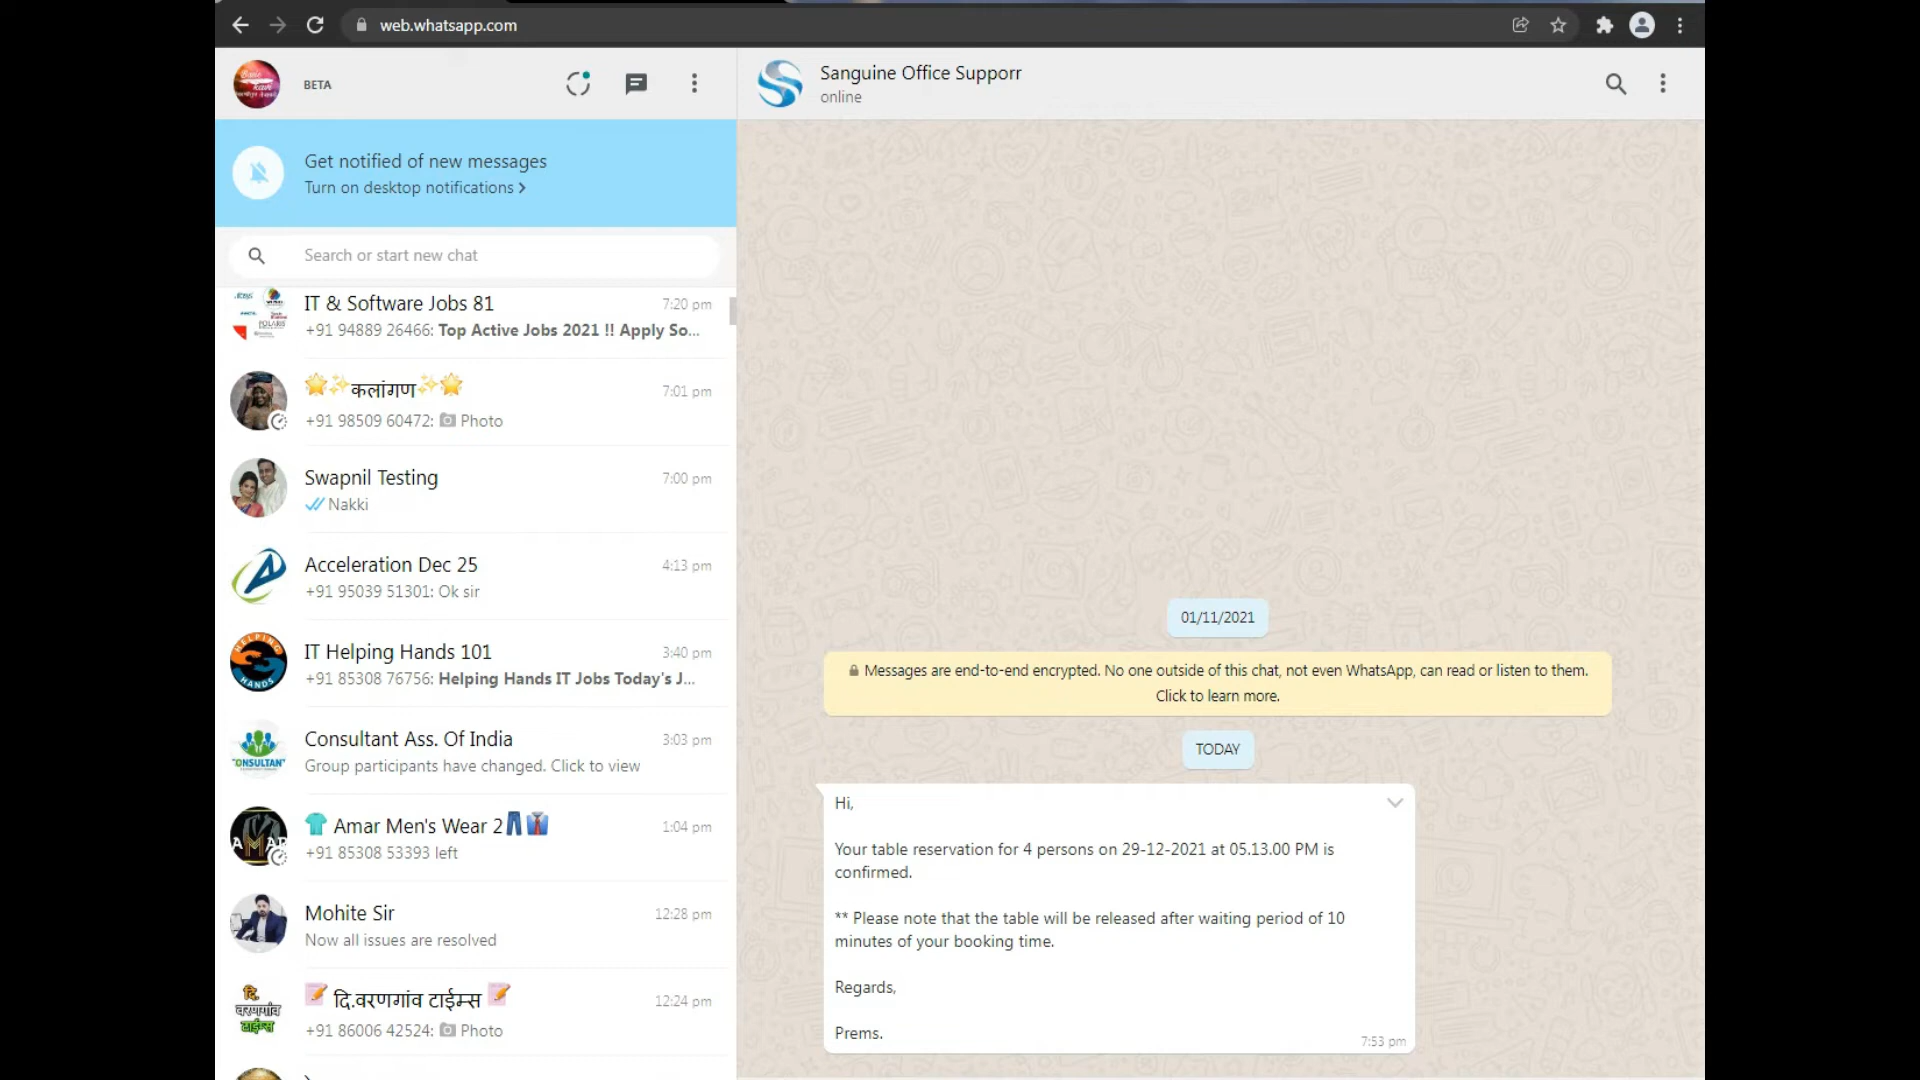 web.whatsapp.com
BETA
Get notified of new messages
Turn on desktop notifications >
Search or start new chat
IT & Software Jobs 81
7:20 pm
+91 94889 26466: Top Active Jobs 2021 !! Apply So...
🌟✨कलांगण✨🌟
7:01 pm
+91 98509 60472: 📷 Photo
Swapnil Testing
7:00 pm
Nakki
Acceleration Dec 25
4:13 pm
+91 95039 51301: Ok sir
HELPING
HANDS
IT Helping Hands 101
3:40 pm
+91 85308 76756: Helping Hands IT Jobs Today's J...
Consultant Ass. Of India
3:03 pm
Group participants have changed. Click to view
Amar Men's Wear 2
1:04 pm
+91 85308 53393 left
Mohite Sir
12:28 pm
Now all issues are resolved
दि.
वरणगांव
टाईम्स
📝 दि.वरणगांव टाईम्स 📝
12:24 pm
+91 86006 42524: 📷 Photo
Sanguine Office Supporr
online
01/11/2021
Messages are end-to-end encrypted. No one outside of this chat, not even WhatsApp, can read or listen to them.
Click to learn more.
TODAY
Hi,
Your table reservation for 4 persons on 29-12-2021 at 05.13.00 PM is
confirmed.
** Please note that the table will be released after waiting period of 10
minutes of your booking time.
Regards,
Prems.
7:53 pm